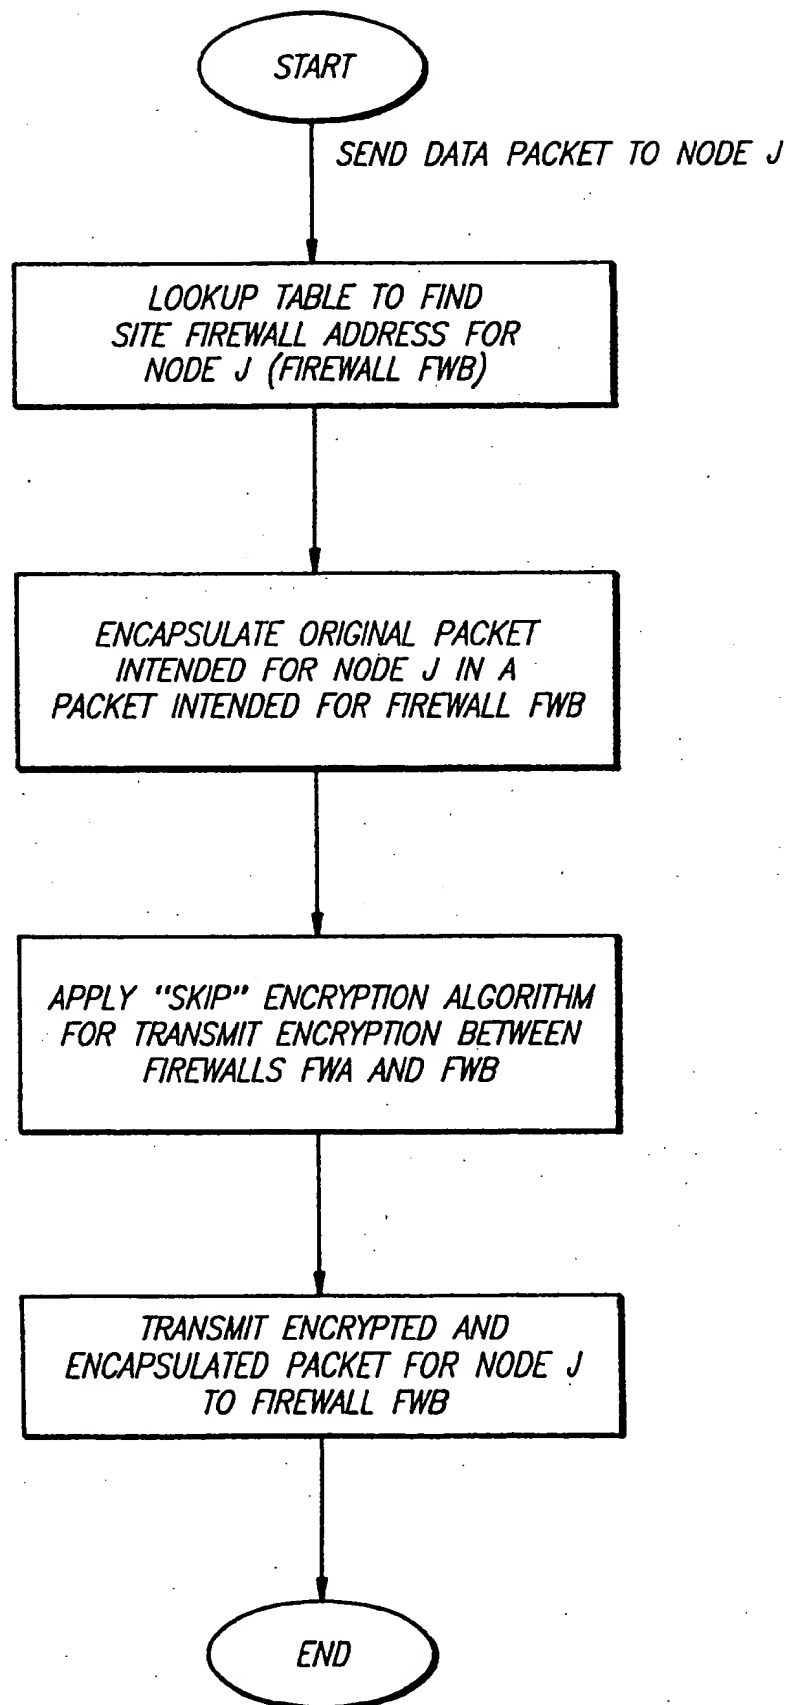 START
SEND DATA PACKET TO NODE J
LOOKUP TABLE TO FIND
SITE FIREWALL ADDRESS FOR
NODE J (FIREWALL FWB)
ENCAPSULATE ORIGINAL PACKET
INTENDED FOR NODE J IN A
PACKET INTENDED FOR FIREWALL FWB
APPLY "SKIP" ENCRYPTION ALGORITHM
FOR TRANSMIT ENCRYPTION BETWEEN
FIREWALLS FWA AND FWB
TRANSMIT ENCRYPTED AND
ENCAPSULATED PACKET FOR NODE J
TO FIREWALL FWB
END